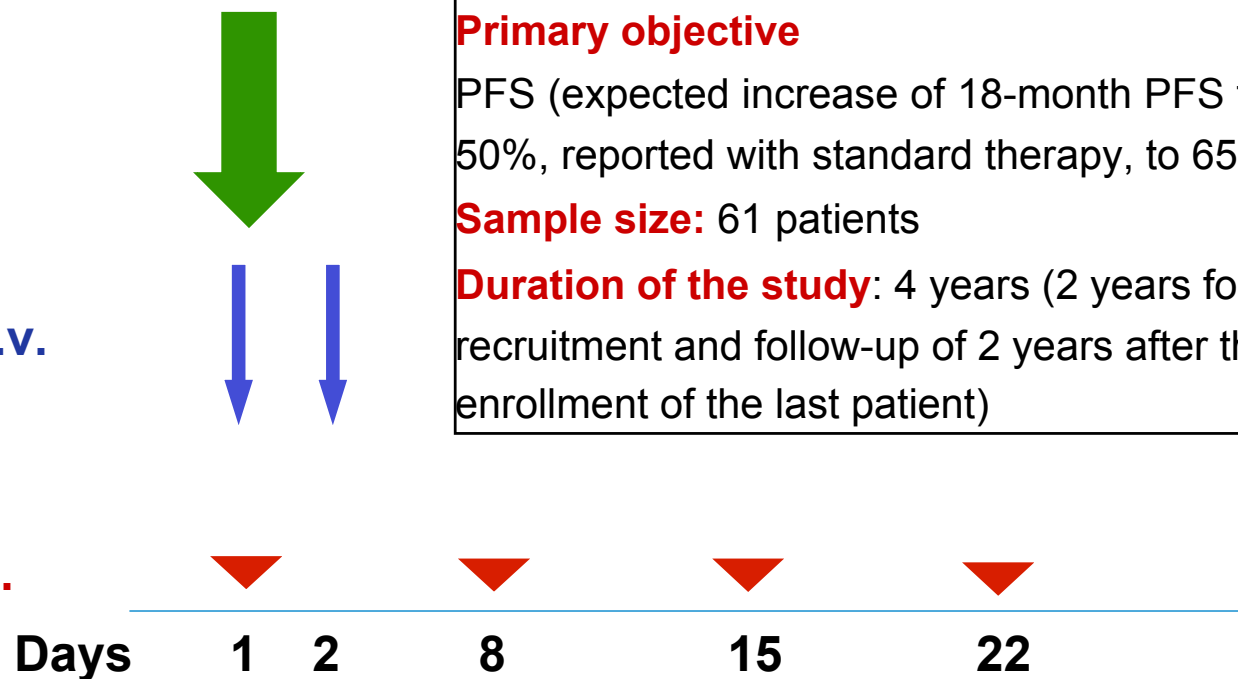 Primary objective
PFS (expected increase of 18-month PFS
50%, reported with standard therapy, to 65
Sample size: 61 patients
Duration of the study: 4 years (2 years fo
.v.
recruitment and follow-up of 2 years after th
enrollment of the last patient)
.
Days 1 2 8 15 22